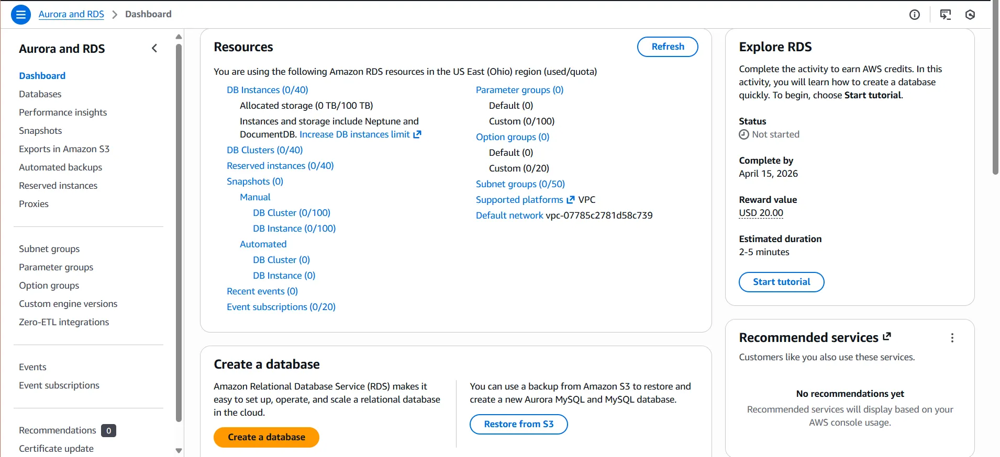 Aurora and RDS > Dashboard
Aurora and RDS
Dashboard
Databases
Performance insights
Snapshots
Exports in Amazon S3
Automated backups
Reserved instances
Proxies
Subnet groups
Parameter groups
Option groups
Custom engine versions
Zero-ETL integrations
Events
Event subscriptions
Recommendations 0
Certificate update
Resources
Refresh
You are using the following Amazon RDS resources in the US East (Ohio) region (used/quota)
DB Instances (0/40)
Allocated storage (0 TB/100 TB)
Instances and storage include Neptune and
DocumentDB. Increase DB instances limit
DB Clusters (0/40)
Reserved instances (0/40)
Snapshots (0)
Manual
DB Cluster (0/100)
DB Instance (0/100)
Automated
DB Cluster (0)
DB Instance (0)
Recent events (0)
Event subscriptions (0/20)
Parameter groups (0)
Default (0)
Custom (0/100)
Option groups (0)
Default (0)
Custom (0/20)
Subnet groups (0/50)
Supported platforms VPC
Default network vpc-07785c2781d58c739
Create a database
Amazon Relational Database Service (RDS) makes it
easy to set up, operate, and scale a relational database
in the cloud.
Create a database
You can use a backup from Amazon S3 to restore and
create a new Aurora MySQL and MySQL database.
Restore from S3
Explore RDS
Complete the activity to earn AWS credits. In this
activity, you will learn how to create a database
quickly. To begin, choose Start tutorial.
Status
Not started
Complete by
April 15, 2026
Reward value
USD 20.00
Estimated duration
2-5 minutes
Start tutorial
Recommended services
Customers like you also use these services.
No recommendations yet
Recommended services will display based on your
AWS console usage.